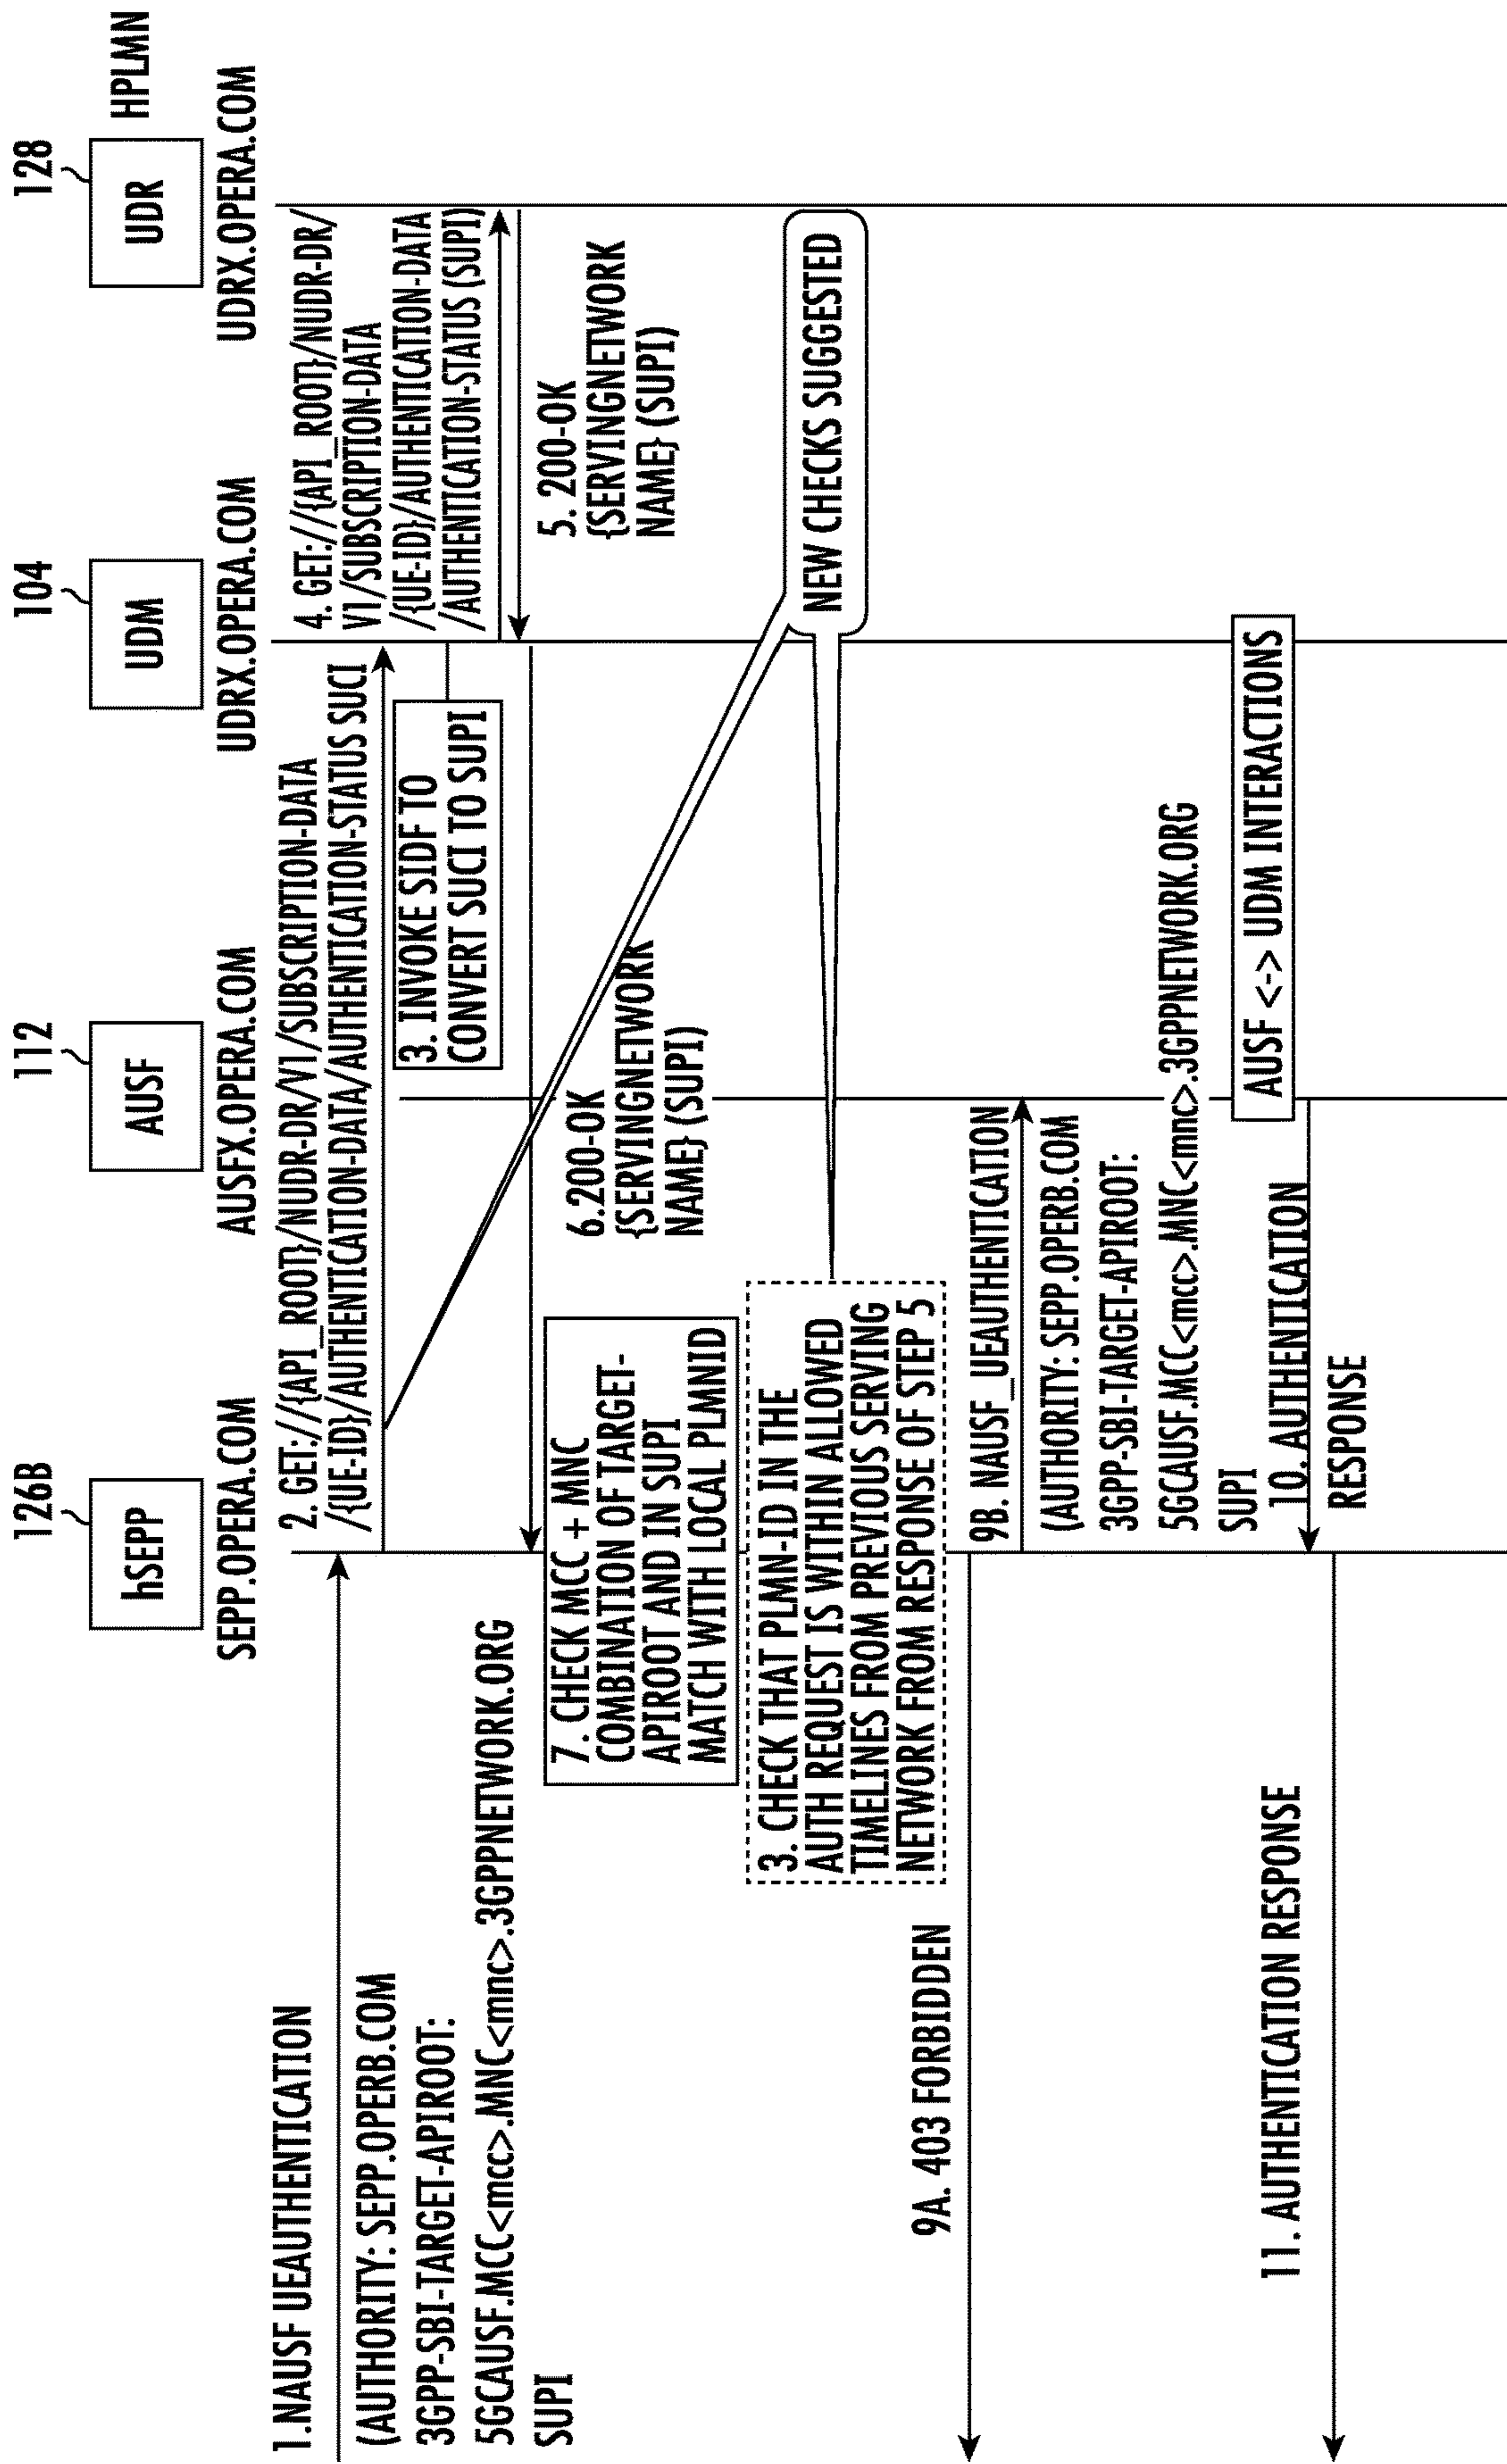 126B
hSEPP
SEPP.OPERA.COM
112
AUSF
AUSFX.OPERA.COM
104
UDM
UDRX.OPERA.COM
128
UDR
HPLMN
UDRX.OPERA.COM
1.NAUSF UEAUTHENTICATION
(AUTHORITY: SEPP.OPERB.COM
3GPP-SBI-TARGET-APIROOT:
5GCAUSF.MCC<mcc>.MNC<mnc>.3GPPNETWORK.ORG
SUPI
2. GET://{API_ROOT}/NUDR-DR/V1/SUBSCRIPTION-DATA
/{UE-ID}/AUTHENTICATION-DATA/AUTHENTICATION-STATUS SUCI
3. INVOKE SIDF TO
CONVERT SUCI TO SUPI
4. GET://{API_ROOT}/NUDR-DR/
V1/SUBSCRIPTION-DATA
/{UE-ID}/AUTHENTICATION-DATA
/AUTHENTICATION-STATUS (SUPI)
5. 200-OK
{SERVINGNETWORK
NAME} (SUPI)
6.200-OK
{SERVINGNETWORK
NAME} (SUPI)
NEW CHECKS SUGGESTED
7. CHECK MCC + MNC
COMBINATION OF TARGET-
APIROOT AND IN SUPI
MATCH WITH LOCAL PLMNID
3. CHECK THAT PLMN-ID IN THE
AUTH REQUEST IS WITHIN ALLOWED
TIMELINES FROM PREVIOUS SERVING
NETWORK FROM RESPONSE OF STEP 5
9A. 403 FORBIDDEN
9B. NAUSF_UEAUTHENTICATION
(AUTHORITY: SEPP.OPERB.COM
3GPP-SBI-TARGET-APIROOT:
5GCAUSF.MCC<mcc>.MNC<mnc>.3GPPNETWORK.ORG
SUPI
AUSF <-> UDM INTERACTIONS
10. AUTHENTICATION
RESPONSE
11. AUTHENTICATION RESPONSE